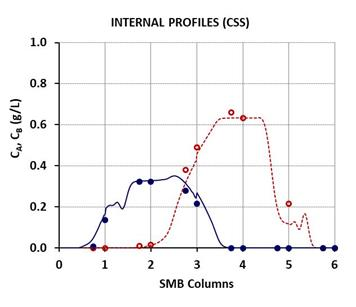 INTERNAL PROFILES (CSS)
C_A, C_B (g/L)
1.0
0.8
0.6
0.4
0.2
0.0
0 1 2 3 4 5 6
SMB Columns